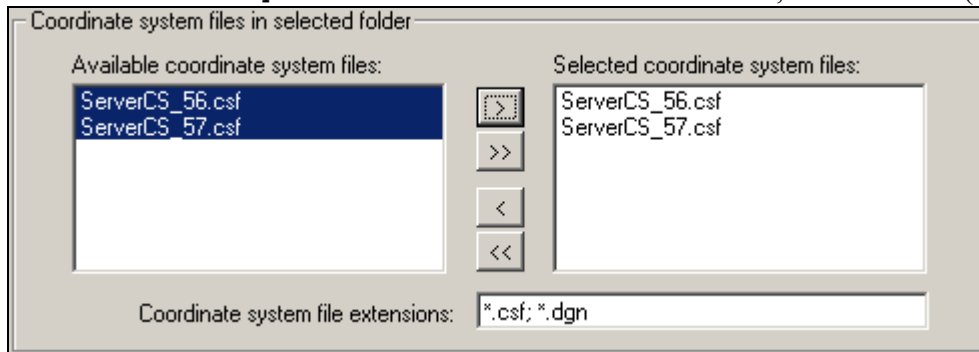 Coordinate system files in selected folder
Available coordinate system files:
Selected coordinate system files:
ServerCS_56.csf
ServerCS_57.csf
>
>>
<
<<
ServerCS_56.csf
ServerCS_57.csf
Coordinate system file extensions:
*.csf; *.dgn